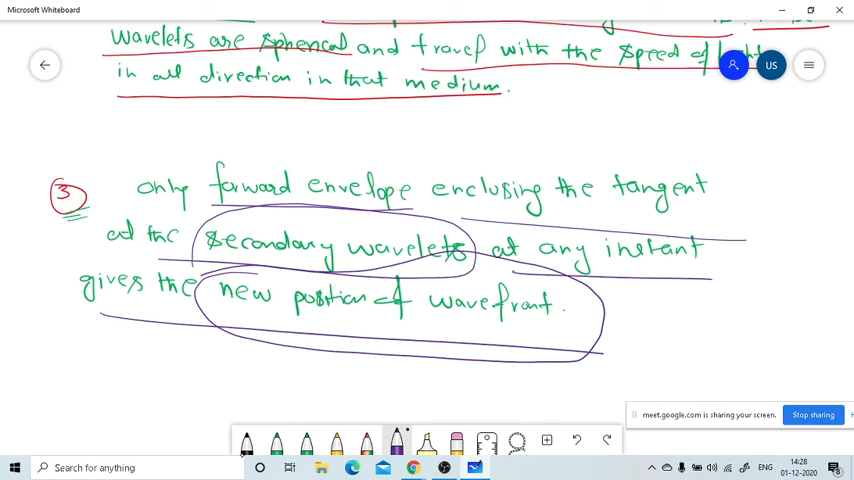 Microsoft Whiteboard
wavelets are spherical and travel with the speed of light
in all direction in that medium.
US
3 only forward envelope enclusing the tangent
at the secondary wavelets at any instant
gives the new position of wavefront.
meet.google.com is sharing your screen.
Stop sharing
Search for anything
ENG
14:28
01-12-2020